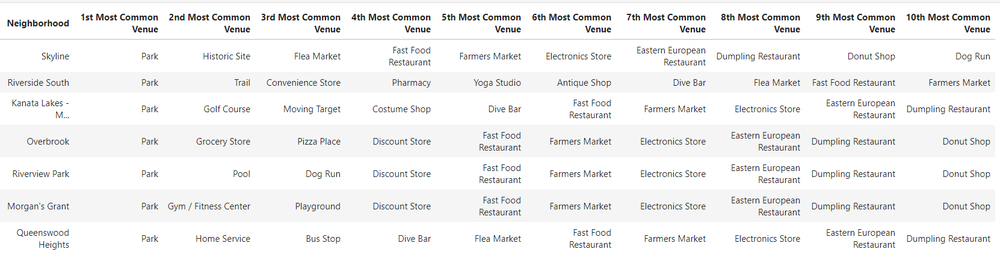 Neighborhood 1st Most Common Venue 2nd Most Common Venue 3rd Most Common Venue 4th Most Common Venue 5th Most Common Venue 6th Most Common Venue 7th Most Common Venue 8th Most Common Venue 9th Most Common Venue 10th Most Common Venue
Skyline Park Historic Site Flea Market Fast Food Restaurant Farmers Market Electronics Store Eastern European Restaurant Dumpling Restaurant Donut Shop Dog Run
Riverside South Park Trail Convenience Store Pharmacy Yoga Studio Antique Shop Dive Bar Flea Market Fast Food Restaurant Farmers Market
Kanata Lakes - M... Park Golf Course Moving Target Costume Shop Dive Bar Fast Food Restaurant Farmers Market Electronics Store Eastern European Restaurant Dumpling Restaurant
Overbrook Park Grocery Store Pizza Place Discount Store Fast Food Restaurant Farmers Market Electronics Store Eastern European Restaurant Dumpling Restaurant Donut Shop
Riverview Park Park Pool Dog Run Discount Store Fast Food Restaurant Farmers Market Electronics Store Eastern European Restaurant Dumpling Restaurant Donut Shop
Morgan's Grant Park Gym / Fitness Center Playground Discount Store Fast Food Restaurant Farmers Market Electronics Store Eastern European Restaurant Dumpling Restaurant Donut Shop
Queenswood Heights Park Home Service Bus Stop Dive Bar Flea Market Fast Food Restaurant Farmers Market Electronics Store Eastern European Restaurant Dumpling Restaurant